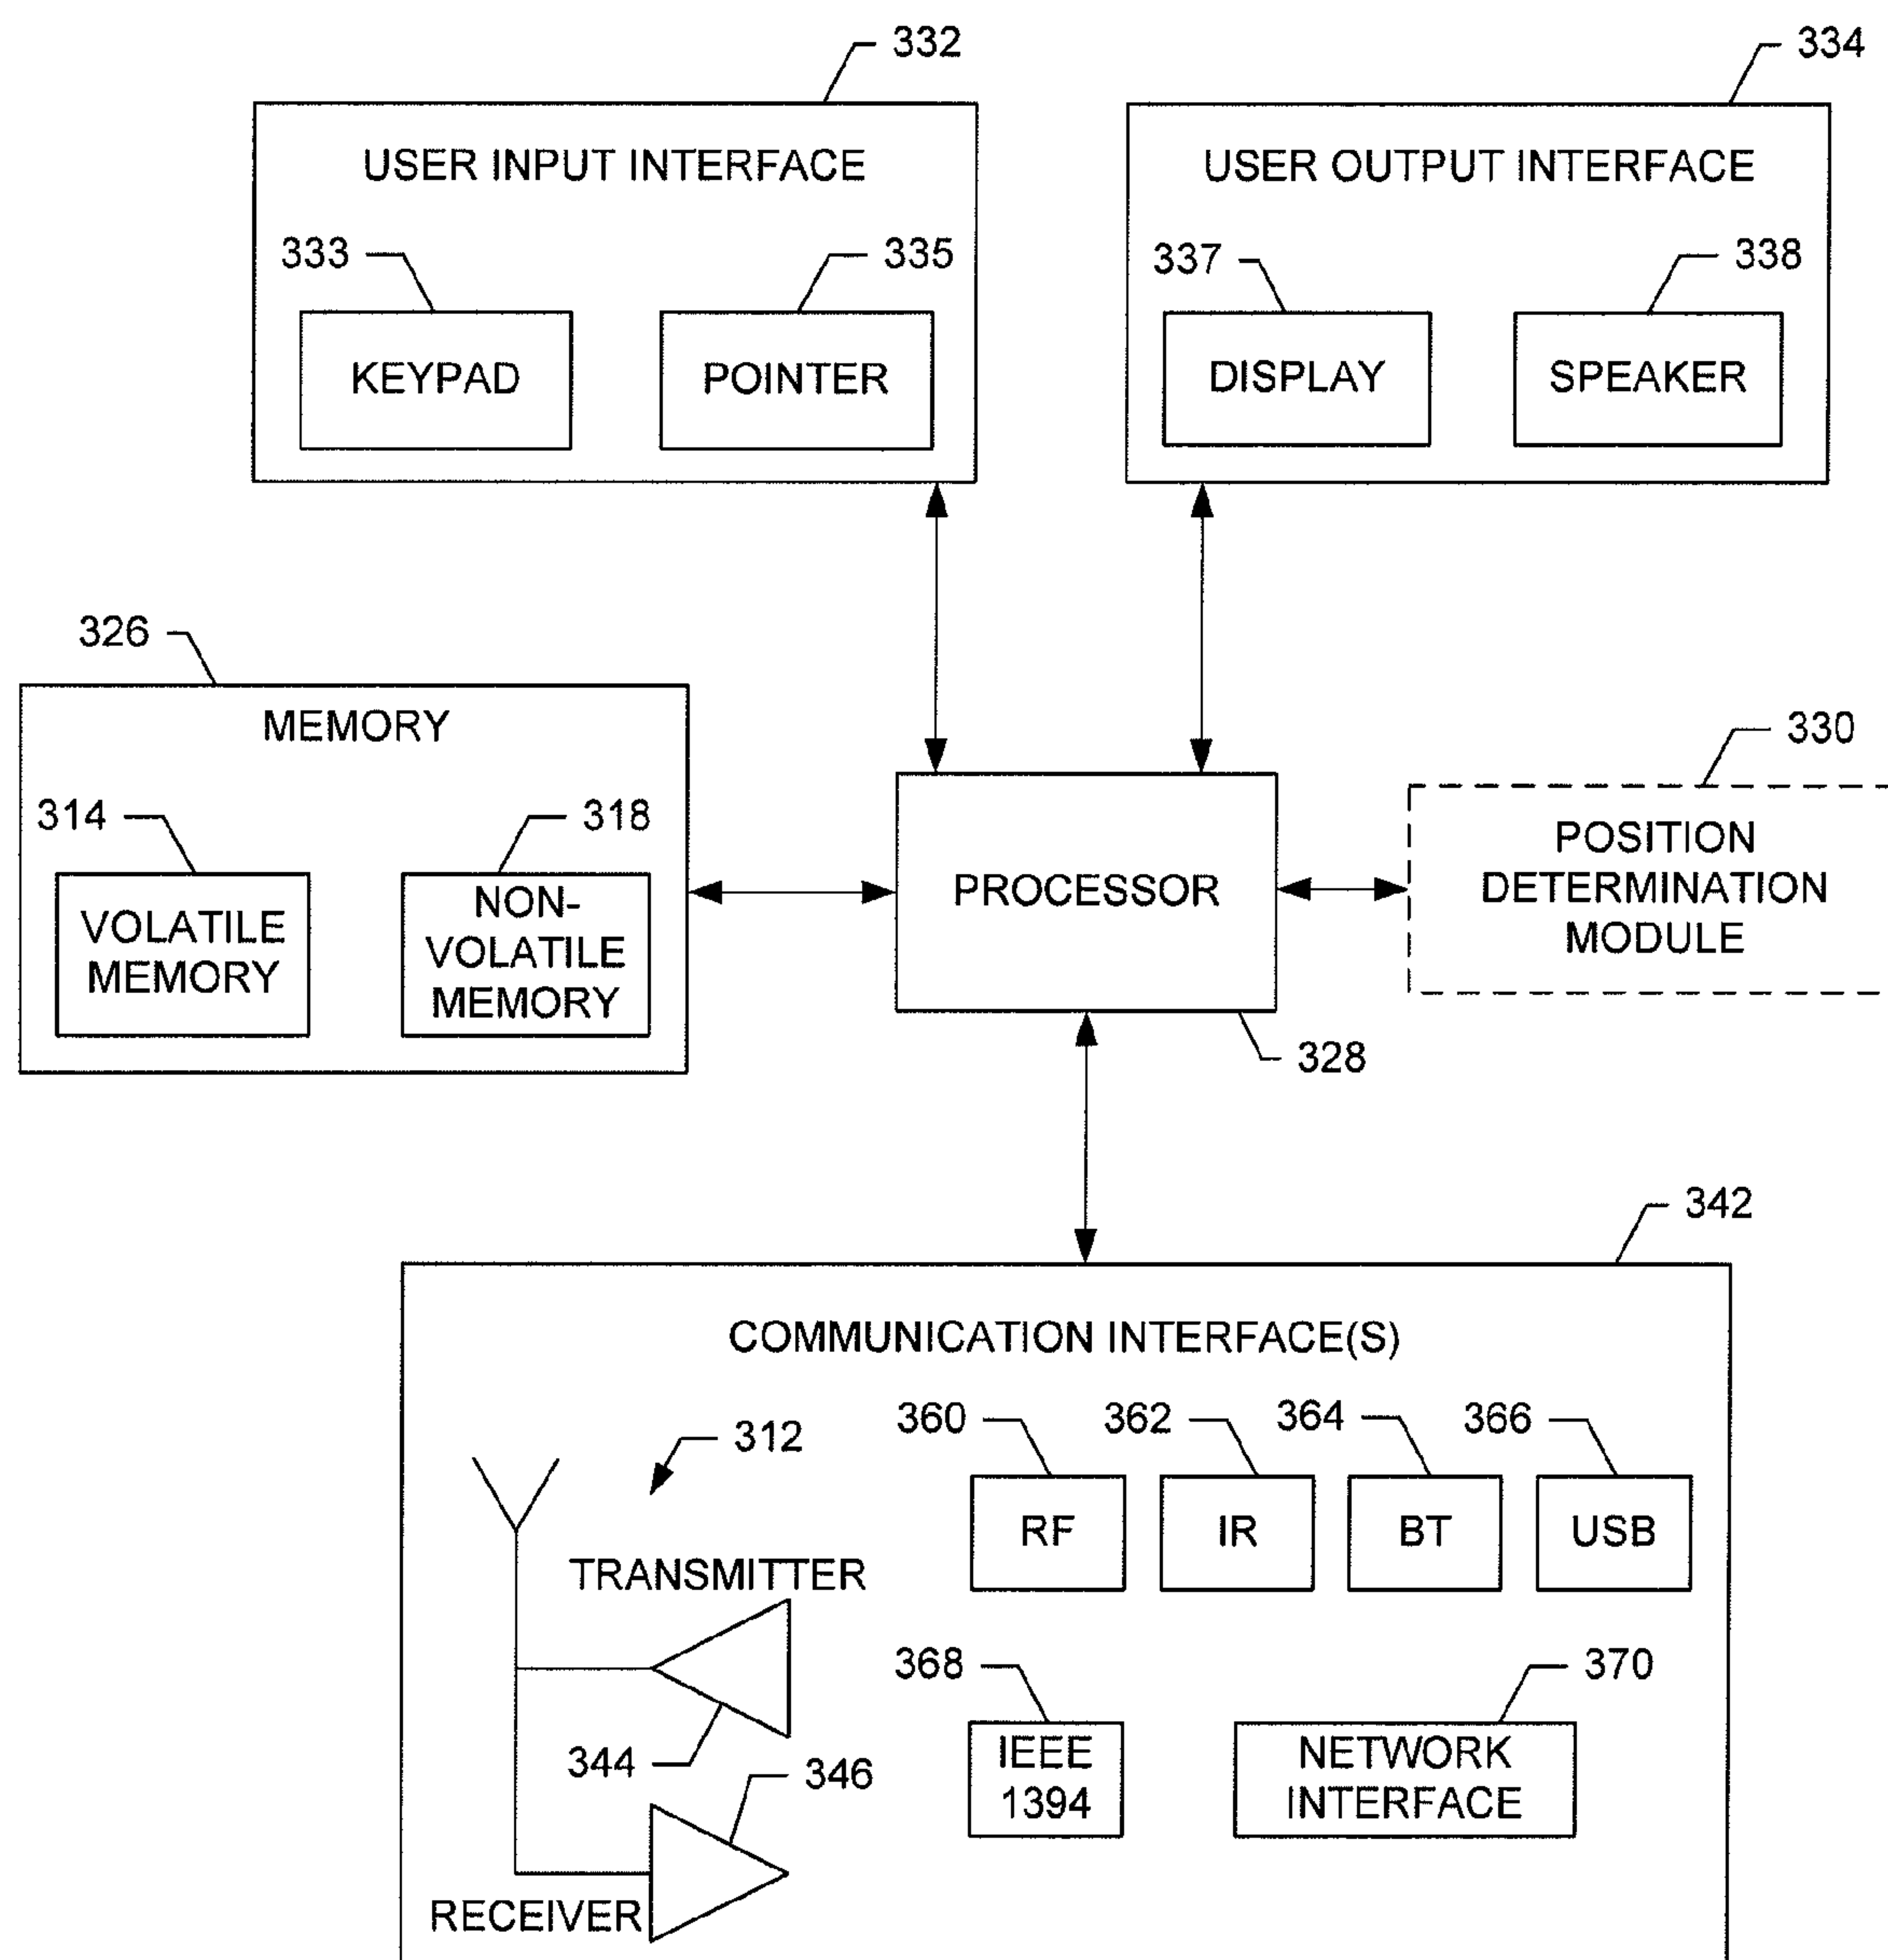 332
334
USER INPUT INTERFACE
USER OUTPUT INTERFACE
333
335
337
338
KEYPAD
POINTER
DISPLAY
SPEAKER
326
MEMORY
330
314
318
VOLATILE
MEMORY
NON-
VOLATILE
MEMORY
PROCESSOR
POSITION
DETERMINATION
MODULE
328
342
COMMUNICATION INTERFACE(S)
312
360
362
364
366
RF
IR
BT
USB
TRANSMITTER
344
346
368
370
IEEE
1394
NETWORK
INTERFACE
RECEIVER